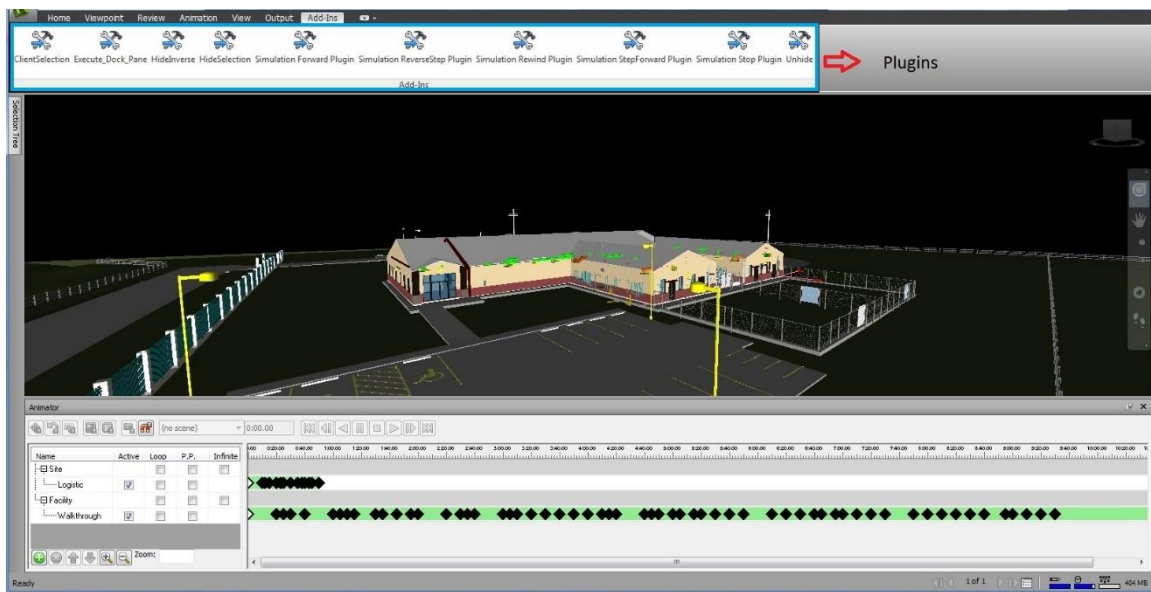 Home Viewpoint Review Animation View Output Add-Ins
ClientSelection Execute_Dock_Pane HideInverse HideSelection Simulation Forward Plugin Simulation ReverseStep Plugin Simulation Rewind Plugin Simulation StepForward Plugin Simulation Stop Plugin Unhide
Plugins
Add-Ins
Selection Tree
Animator
(no scene) 0:00.00
Name Active Loop P.P. Infinite
Site
Logistic
Facility
Walkthrough
Zoom:
Ready
1 of 1
404 MB